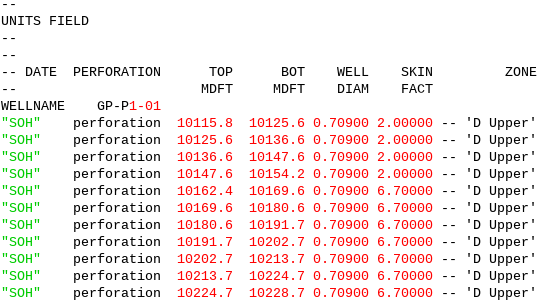 --
UNITS FIELD
--
--
-- DATE  PERFORATION      TOP      BOT    WELL    SKIN         ZONE
--                       MDFT     MDFT    DIAM    FACT
WELLNAME    GP-P1-01
"SOH"    perforation  10115.8  10125.6 0.70900 2.00000 -- 'D Upper'
"SOH"    perforation  10125.6  10136.6 0.70900 2.00000 -- 'D Upper'
"SOH"    perforation  10136.6  10147.6 0.70900 2.00000 -- 'D Upper'
"SOH"    perforation  10147.6  10154.2 0.70900 2.00000 -- 'D Upper'
"SOH"    perforation  10162.4  10169.6 0.70900 6.70000 -- 'D Upper'
"SOH"    perforation  10169.6  10180.6 0.70900 6.70000 -- 'D Upper'
"SOH"    perforation  10180.6  10191.7 0.70900 6.70000 -- 'D Upper'
"SOH"    perforation  10191.7  10202.7 0.70900 6.70000 -- 'D Upper'
"SOH"    perforation  10202.7  10213.7 0.70900 6.70000 -- 'D Upper'
"SOH"    perforation  10213.7  10224.7 0.70900 6.70000 -- 'D Upper'
"SOH"    perforation  10224.7  10228.7 0.70900 6.70000 -- 'D Upper'